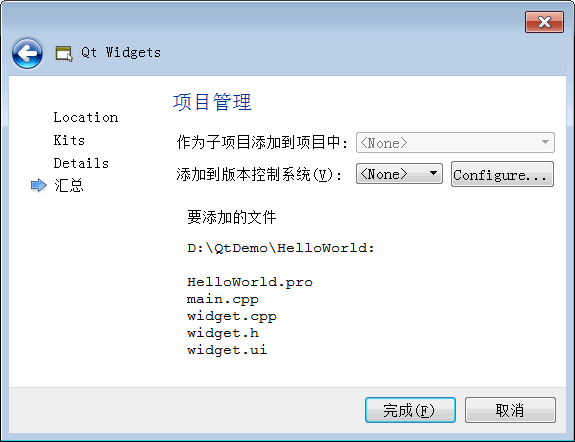 Qt Widgets
Location
Kits
Details
汇总
项目管理
作为子项目添加到项目中: <None>
添加到版本控制系统(V): <None> Configure...
要添加的文件
D:\QtDemo\HelloWorld:
HelloWorld.pro
main.cpp
widget.cpp
widget.h
widget.ui
完成(F) 取消